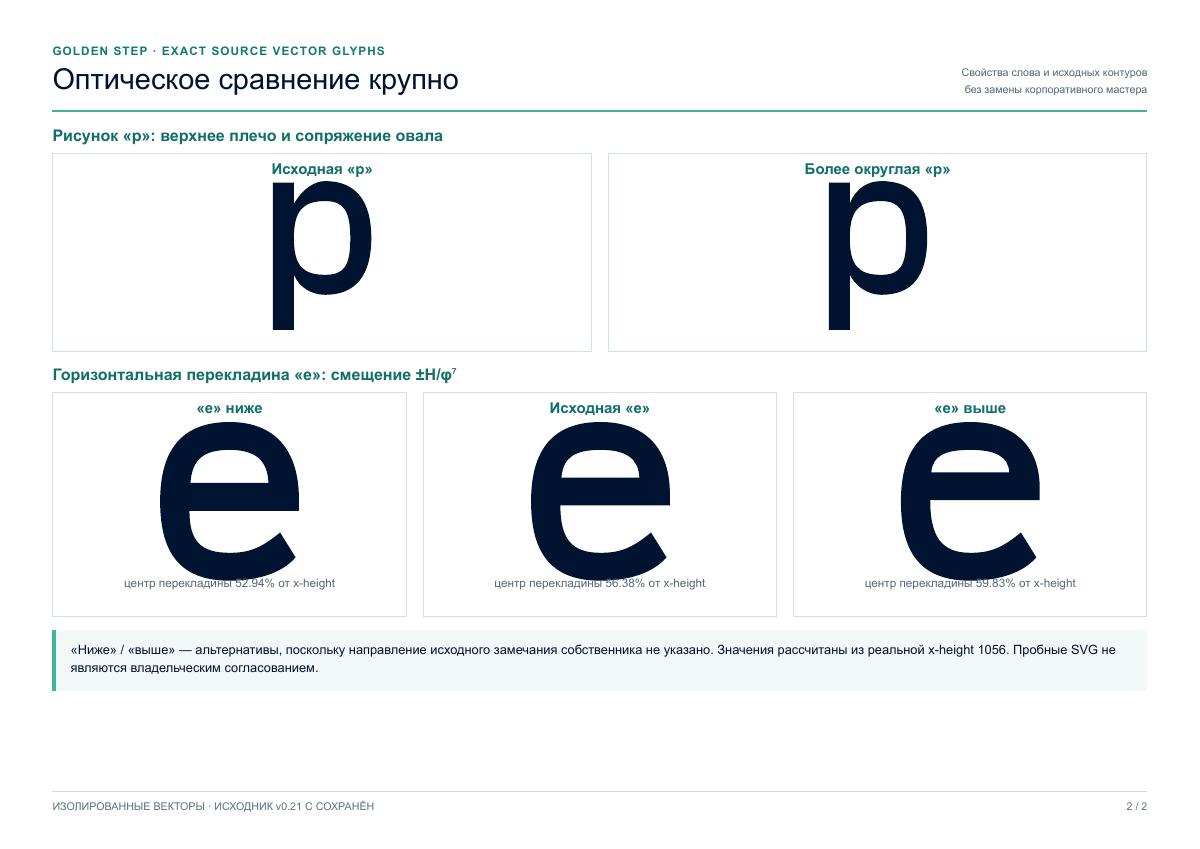 GOLDEN STEP · EXACT SOURCE VECTOR GLYPHS
Оптическое сравнение крупно
Свойства слова и исходных контуров
без замены корпоративного мастера
Рисунок «p»: верхнее плечо и сопряжение овала
Исходная «p»
Более округлая «p»
p
p
Горизонтальная перекладина «e»: смещение ±H/φ⁷
«e» ниже
Исходная «e»
«e» выше
e
e
e
центр перекладины 52.94% от x-height
центр перекладины 56.38% от x-height
центр перекладины 59.83% от x-height
«Ниже» / «выше» — альтернативы, поскольку направление исходного замечания собственника не указано. Значения рассчитаны из реальной x-height 1056. Пробные SVG не
являются владельческим согласованием.
ИЗОЛИРОВАННЫЕ ВЕКТОРЫ · ИСХОДНИК v0.21 C СОХРАНЁН
2 / 2